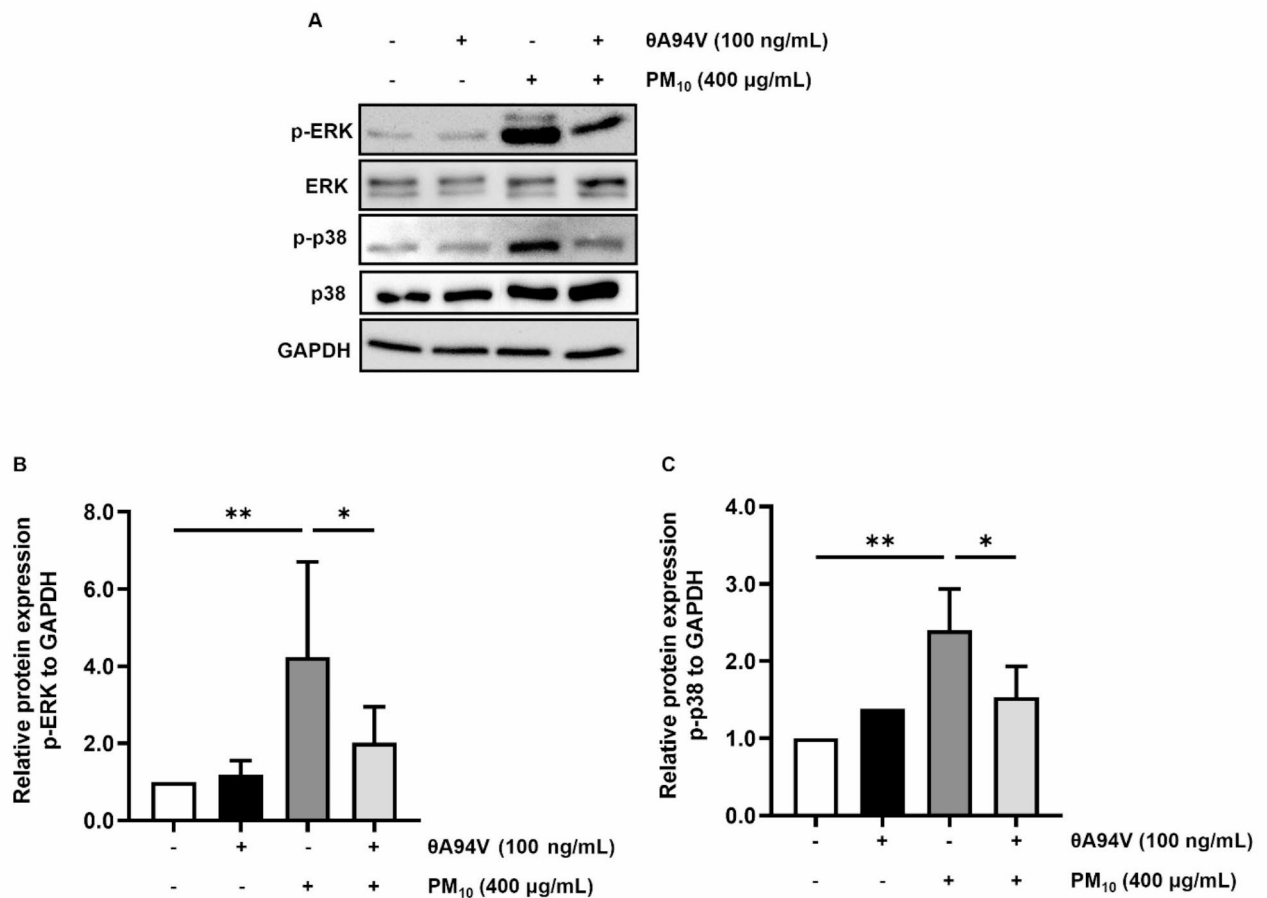 A
- + - + θA94V (100 ng/mL)
- - + + PM₁₀ (400 µg/mL)
p-ERK
ERK
p-p38
p38
GAPDH
B
Relative protein expression
p-ERK to GAPDH
8.0
6.0
4.0
2.0
0.0
** *
- + - + θA94V (100 ng/mL)
- - + + PM₁₀ (400 µg/mL)
C
Relative protein expression
p-p38 to GAPDH
4.0
3.0
2.0
1.0
0.0
** *
- + - + θA94V (100 ng/mL)
- - + + PM₁₀ (400 µg/mL)